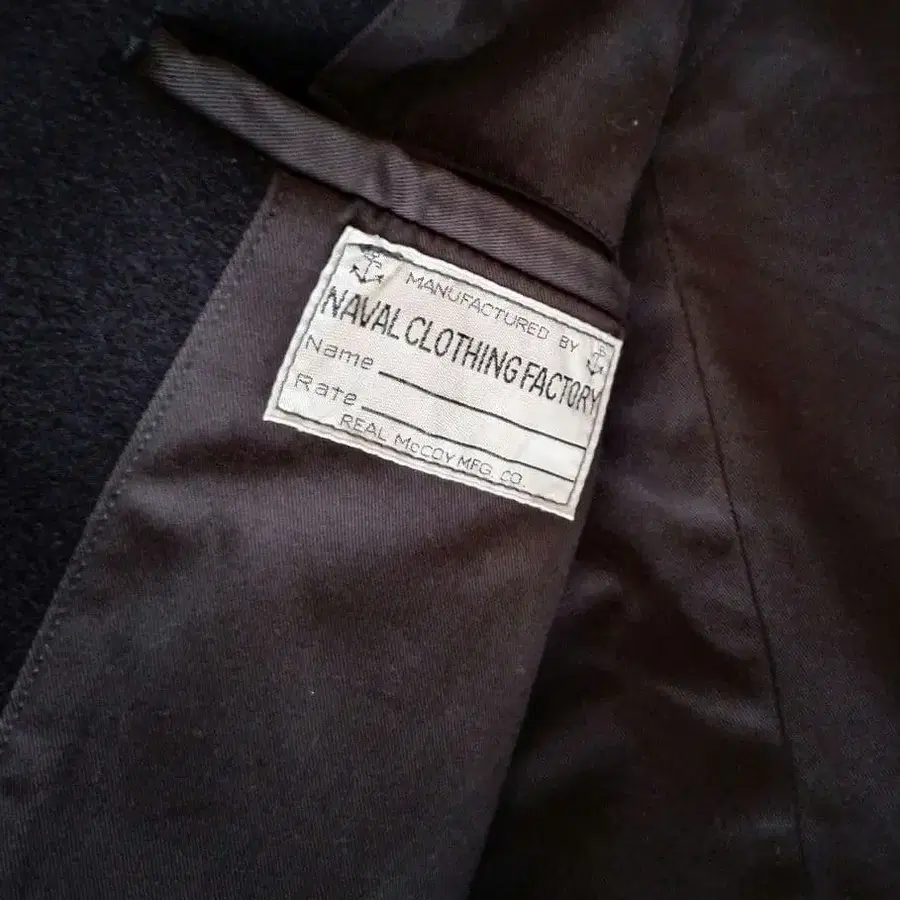 MANUFACTURED BY
NAVAL CLOTHING FACTORY
Name
Rate
REAL McCOY MFG. CO.